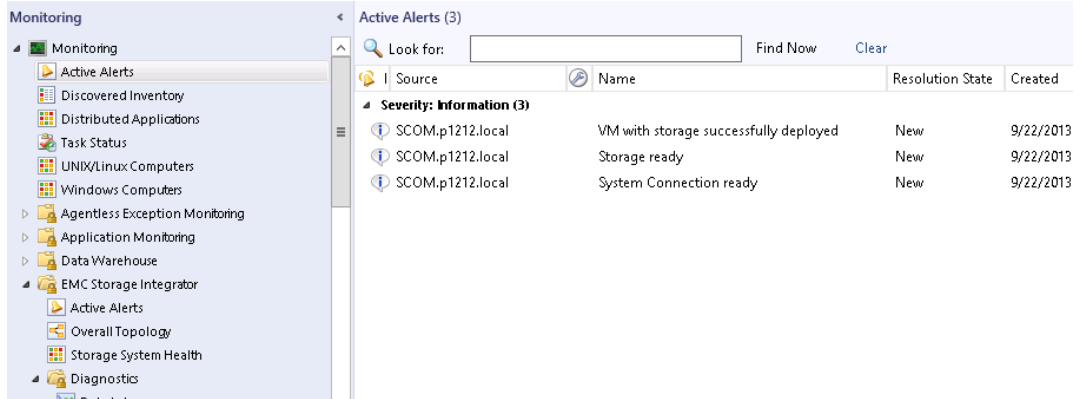 Monitoring
Monitoring
Active Alerts
Discovered Inventory
Distributed Applications
Task Status
UNIX/Linux Computers
Windows Computers
Agentless Exception Monitoring
Application Monitoring
Data Warehouse
EMC Storage Integrator
Active Alerts
Overall Topology
Storage System Health
Diagnostics
Active Alerts (3)
Look for: Find Now Clear
I Source Name Resolution State Created
Severity: Information (3)
SCOM.p1212.local VM with storage successfully deployed New 9/22/2013
SCOM.p1212.local Storage ready New 9/22/2013
SCOM.p1212.local System Connection ready New 9/22/2013